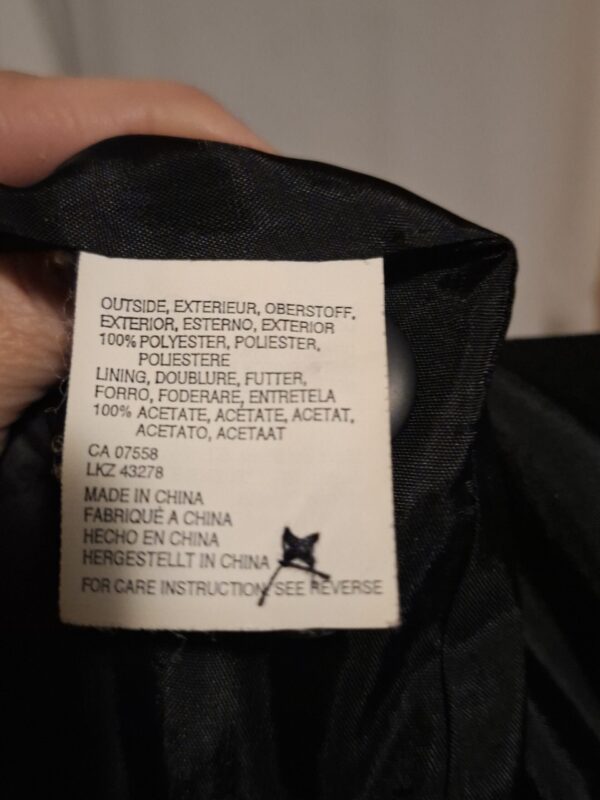 OUTSIDE, EXTERIEUR, OBERSTOFF,
EXTERIOR, ESTERNO, EXTERIOR
100% POLYESTER, POLIESTER,
POLIESTERE
LINING, DOUBLURE, FUTTER,
FORRO, FODERARE, ENTRETELA
100% ACETATE, ACÉTATE, ACETAT,
ACETATO, ACETAAT
CA 07558
LKZ 43278
MADE IN CHINA
FABRIQUÉ A CHINA
HECHO EN CHINA
HERGESTELLT IN CHINA
FOR CARE INSTRUCTION SEE REVERSE